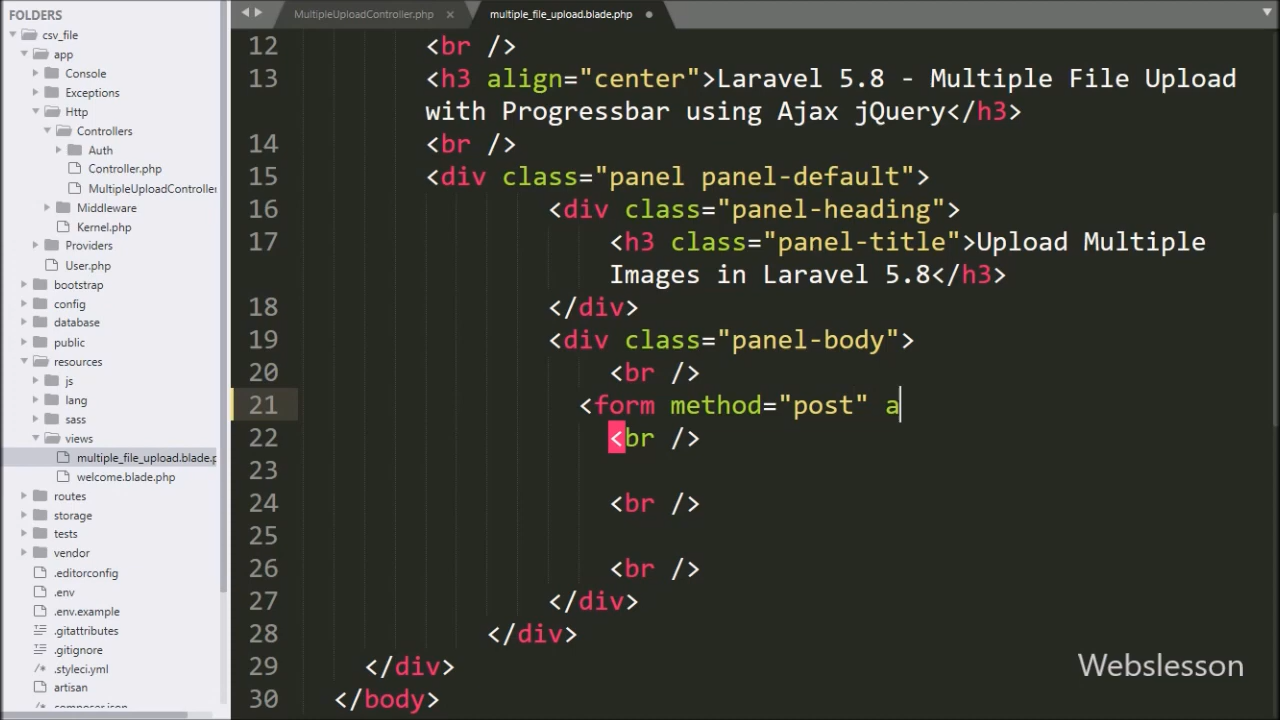 FOLDERS
csv_file
app
Console
Exceptions
Http
Controllers
Auth
Controller.php
MultipleUploadController
Middleware
Kernel.php
Providers
User.php
bootstrap
config
database
public
resources
js
lang
sass
views
multiple_file_upload.blade.p
welcome.blade.php
routes
storage
tests
vendor
.editorconfig
.env
.env.example
.gitattributes
.gitignore
.styleci.yml
artisan
composer.json
MultipleUploadController.php
multiple_file_upload.blade.php
12 <br />
13 <h3 align="center">Laravel 5.8 - Multiple File Upload
with Progressbar using Ajax jQuery</h3>
14 <br />
15 <div class="panel panel-default">
16 <div class="panel-heading">
17 <h3 class="panel-title">Upload Multiple
Images in Laravel 5.8</h3>
18 </div>
19 <div class="panel-body">
20 <br />
21 <form method="post" a
22 <br />
23
24 <br />
25
26 <br />
27 </div>
28 </div>
29 </div>
30 </body>
Webslesson